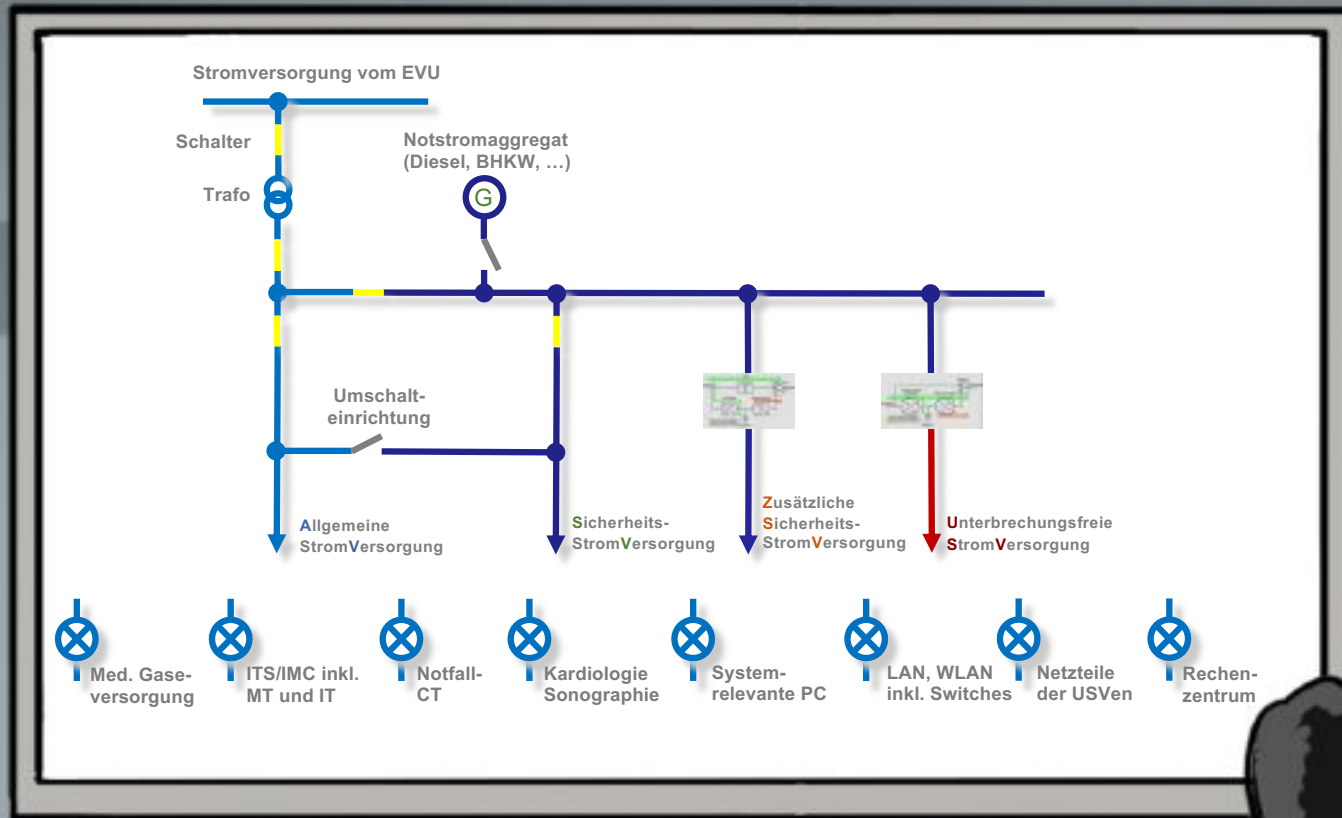 Stromversorgung vom EVU
Schalter
Notstromaggregat
(Diesel, BHKW, …)
Trafo
G
Umschalt-
einrichtung
Allgemeine
StromVersorgung
Sicherheits-
StromVersorgung
Zusätzliche
Sicherheits-
StromVersorgung
Unterbrechungsfreie
StromVersorgung
Med. Gase-
versorgung
ITS/IMC inkl.
MT und IT
Notfall-
CT
Kardiologie
Sonographie
System-
relevante PC
LAN, WLAN
inkl. Switches
Netzteile
der USVen
Rechen-
zentrum